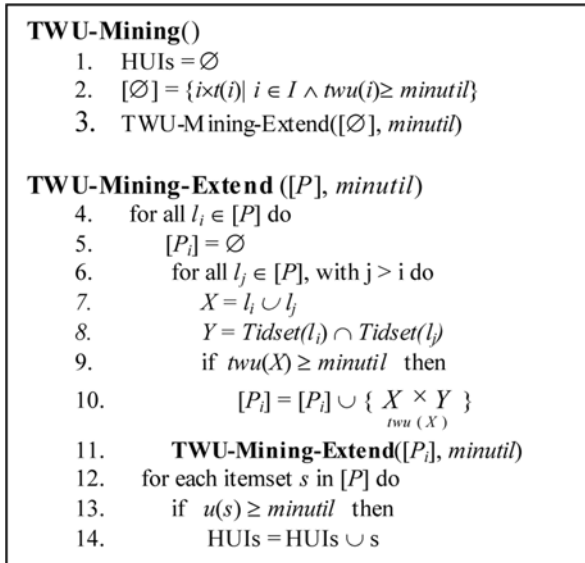 TWU-Mining()
1. HUIs = ∅
2. [∅] = {i×t(i)| i ∈ I ∧ twu(i)≥ minutil}
3. TWU-Mining-Extend([∅], minutil)
TWU-Mining-Extend ([P], minutil)
4. for all lᵢ ∈ [P] do
5. [Pᵢ] = ∅
6. for all lⱼ ∈ [P], with j > i do
7. X = lᵢ ∪ lⱼ
8. Y = Tidset(lᵢ) ∩ Tidset(lⱼ)
9. if twu(X) ≥ minutil then
10. [Pᵢ] = [Pᵢ] ∪ { X × Y }
twu (X)
11. TWU-Mining-Extend([Pᵢ], minutil)
12. for each itemset s in [P] do
13. if u(s) ≥ minutil then
14. HUIs = HUIs ∪ s